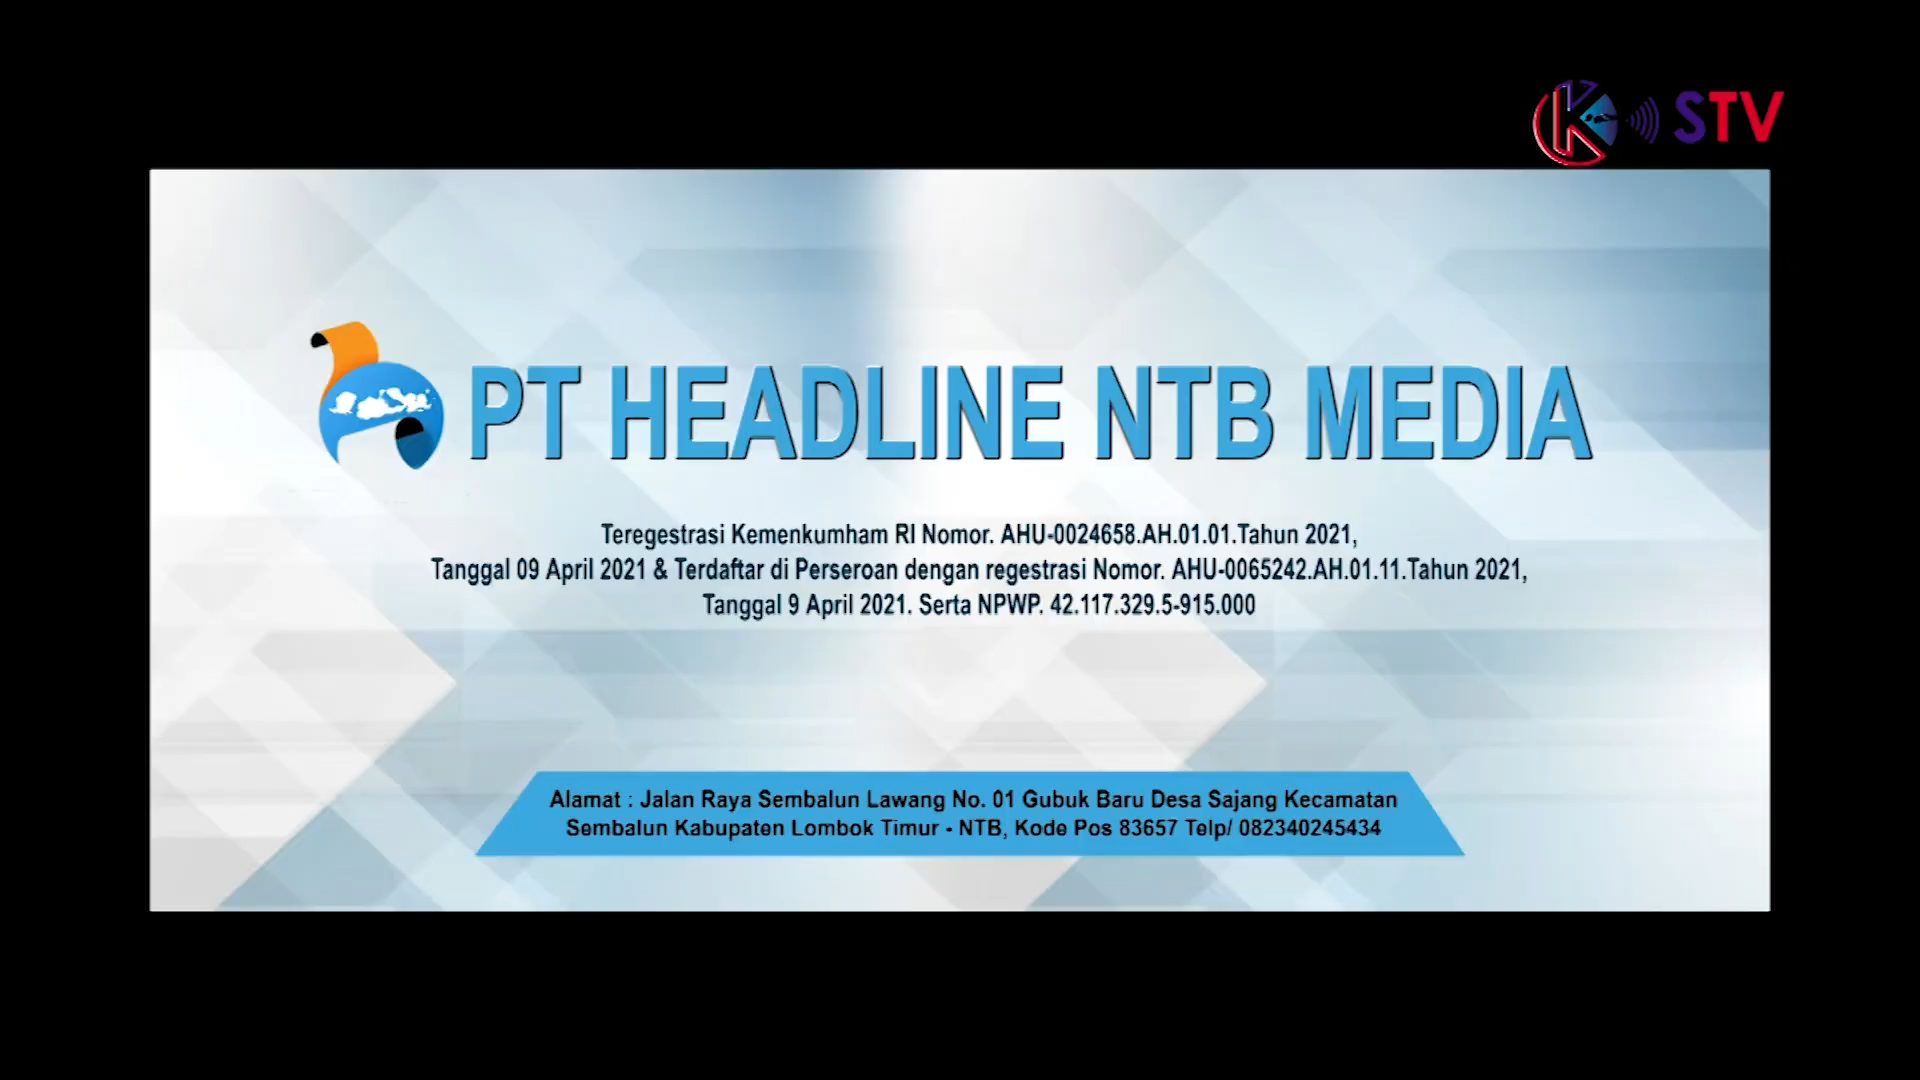 K STV
PT HEADLINE NTB MEDIA
Teregestrasi Kemenkumham RI Nomor. AHU-0024658.AH.01.01.Tahun 2021,
Tanggal 09 April 2021 & Terdaftar di Perseroan dengan regestrasi Nomor. AHU-0065242.AH.01.11.Tahun 2021,
Tanggal 9 April 2021. Serta NPWP. 42.117.329.5-915.000
Alamat : Jalan Raya Sembalun Lawang No. 01 Gubuk Baru Desa Sajang Kecamatan
Sembalun Kabupaten Lombok Timur - NTB, Kode Pos 83657 Telp/ 082340245434